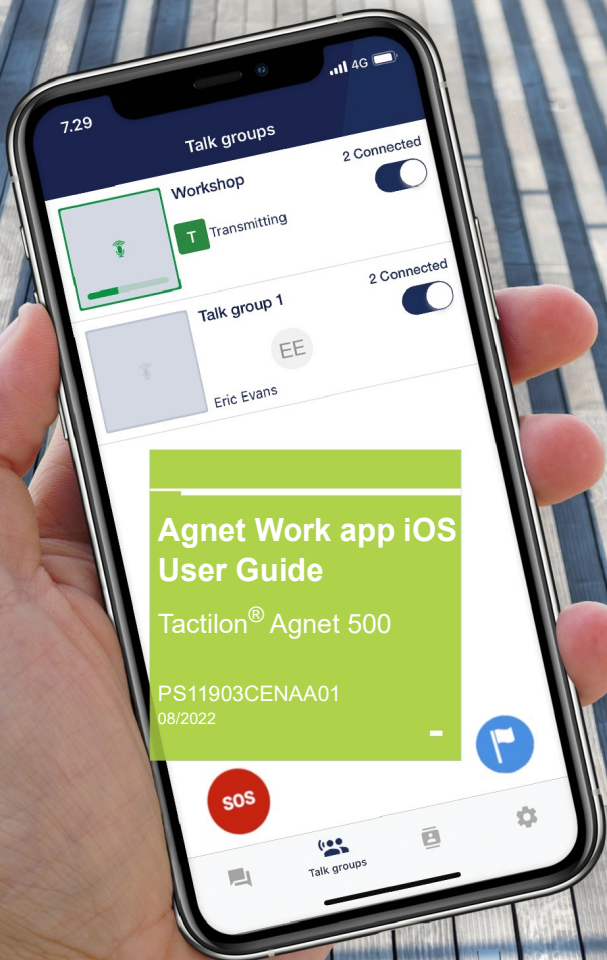 7.29
4G
Talk groups
Workshop
2 Connected
T Transmitting
Talk group 1
2 Connected
EE
Eric Evans
Agnet Work app iOS
User Guide
Tactilon® Agnet 500
PS11903CENAA01
08/2022
-
SOS
Talk groups